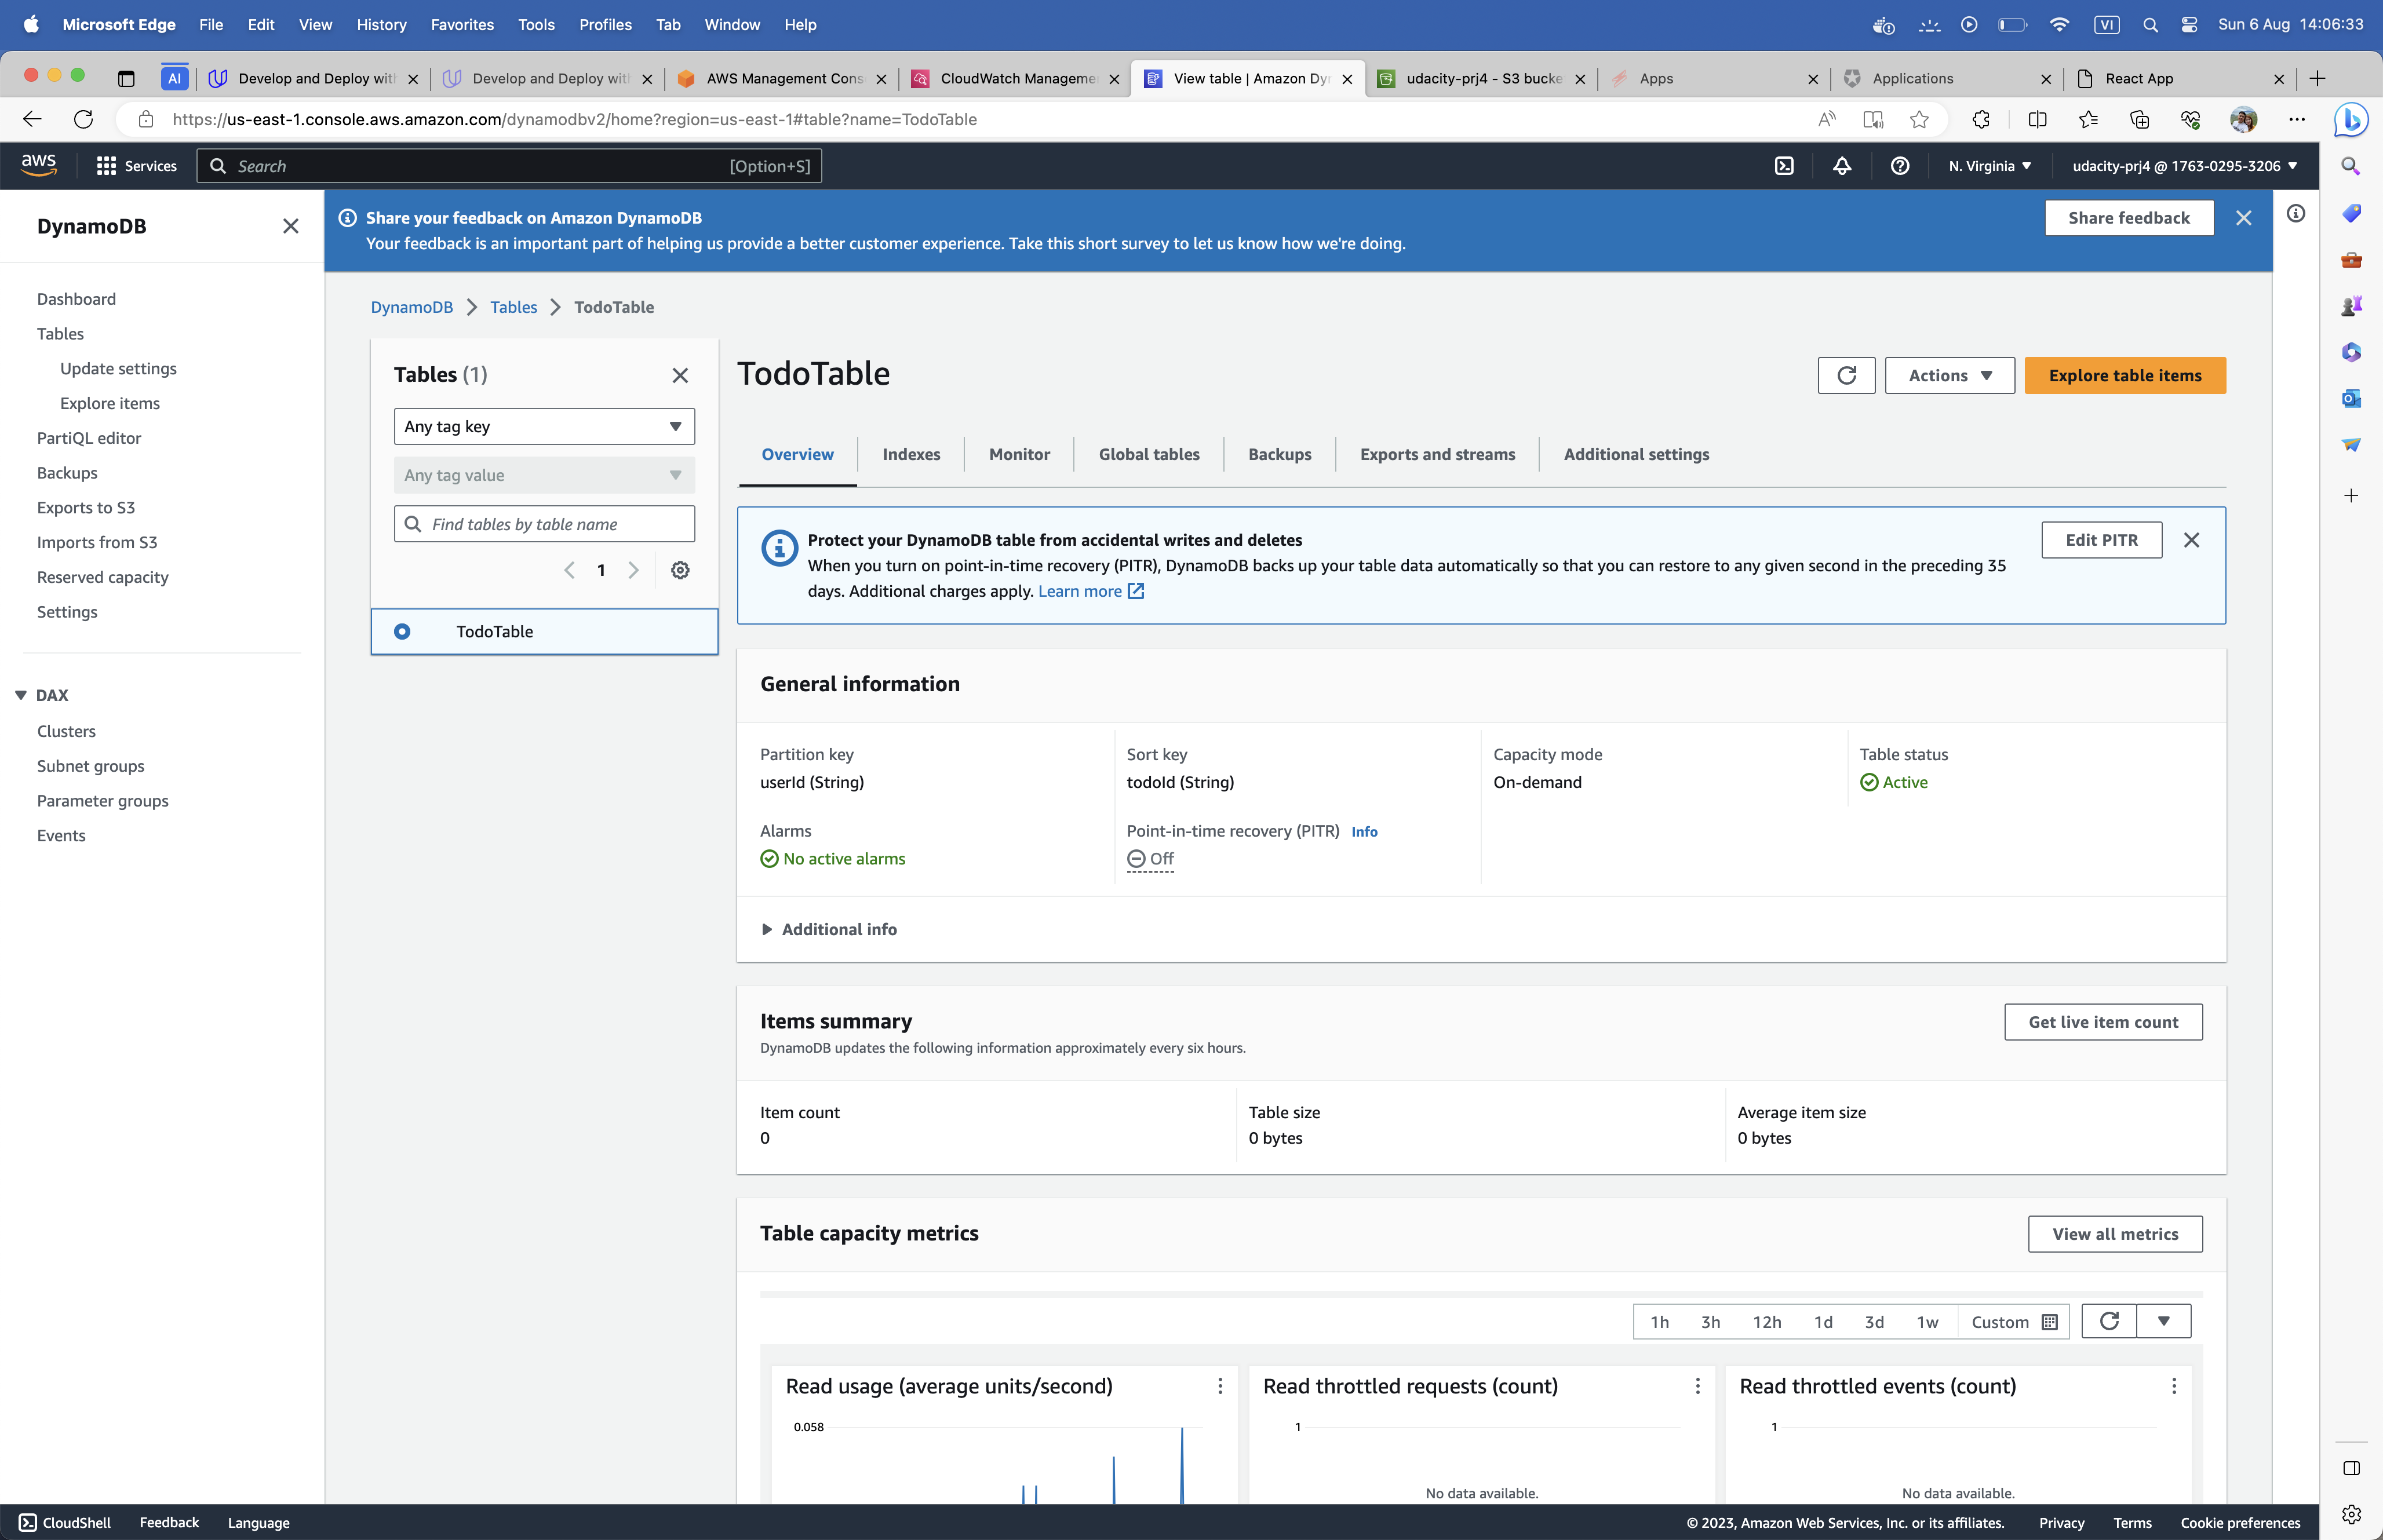 Microsoft Edge File Edit View History Favorites Tools Profiles Tab Window Help VI Sun 6 Aug 14:06:33
AI Develop and Deploy with Develop and Deploy with AWS Management Cons CloudWatch Manageme View table | Amazon Dy udacity-prj4 - S3 bucke Apps Applications React App
https://us-east-1.console.aws.amazon.com/dynamodbv2/home?region=us-east-1#table?name=TodoTable
aws Services Search [Option+S] N. Virginia udacity-prj4 @ 1763-0295-3206
DynamoDB
Dashboard
Tables
Update settings
Explore items
PartiQL editor
Backups
Exports to S3
Imports from S3
Reserved capacity
Settings
DAX
Clusters
Subnet groups
Parameter groups
Events
Share your feedback on Amazon DynamoDB
Your feedback is an important part of helping us provide a better customer experience. Take this short survey to let us know how we're doing.
Share feedback
DynamoDB Tables TodoTable
Tables (1)
Any tag key
Any tag value
Find tables by table name
1
TodoTable
TodoTable
Actions Explore table items
Overview Indexes Monitor Global tables Backups Exports and streams Additional settings
Protect your DynamoDB table from accidental writes and deletes
When you turn on point-in-time recovery (PITR), DynamoDB backs up your table data automatically so that you can restore to any given second in the preceding 35
days. Additional charges apply. Learn more
Edit PITR
General information
Partition key
userId (String)
Sort key
todoId (String)
Capacity mode
On-demand
Table status
Active
Alarms
No active alarms
Point-in-time recovery (PITR) Info
Off
Additional info
Items summary
DynamoDB updates the following information approximately every six hours.
Get live item count
Item count
0
Table size
0 bytes
Average item size
0 bytes
Table capacity metrics
View all metrics
1h 3h 12h 1d 3d 1w Custom
Read usage (average units/second)
0.058
Read throttled requests (count)
1
No data available.
Read throttled events (count)
1
No data available.
CloudShell Feedback Language © 2023, Amazon Web Services, Inc. or its affiliates. Privacy Terms Cookie preferences